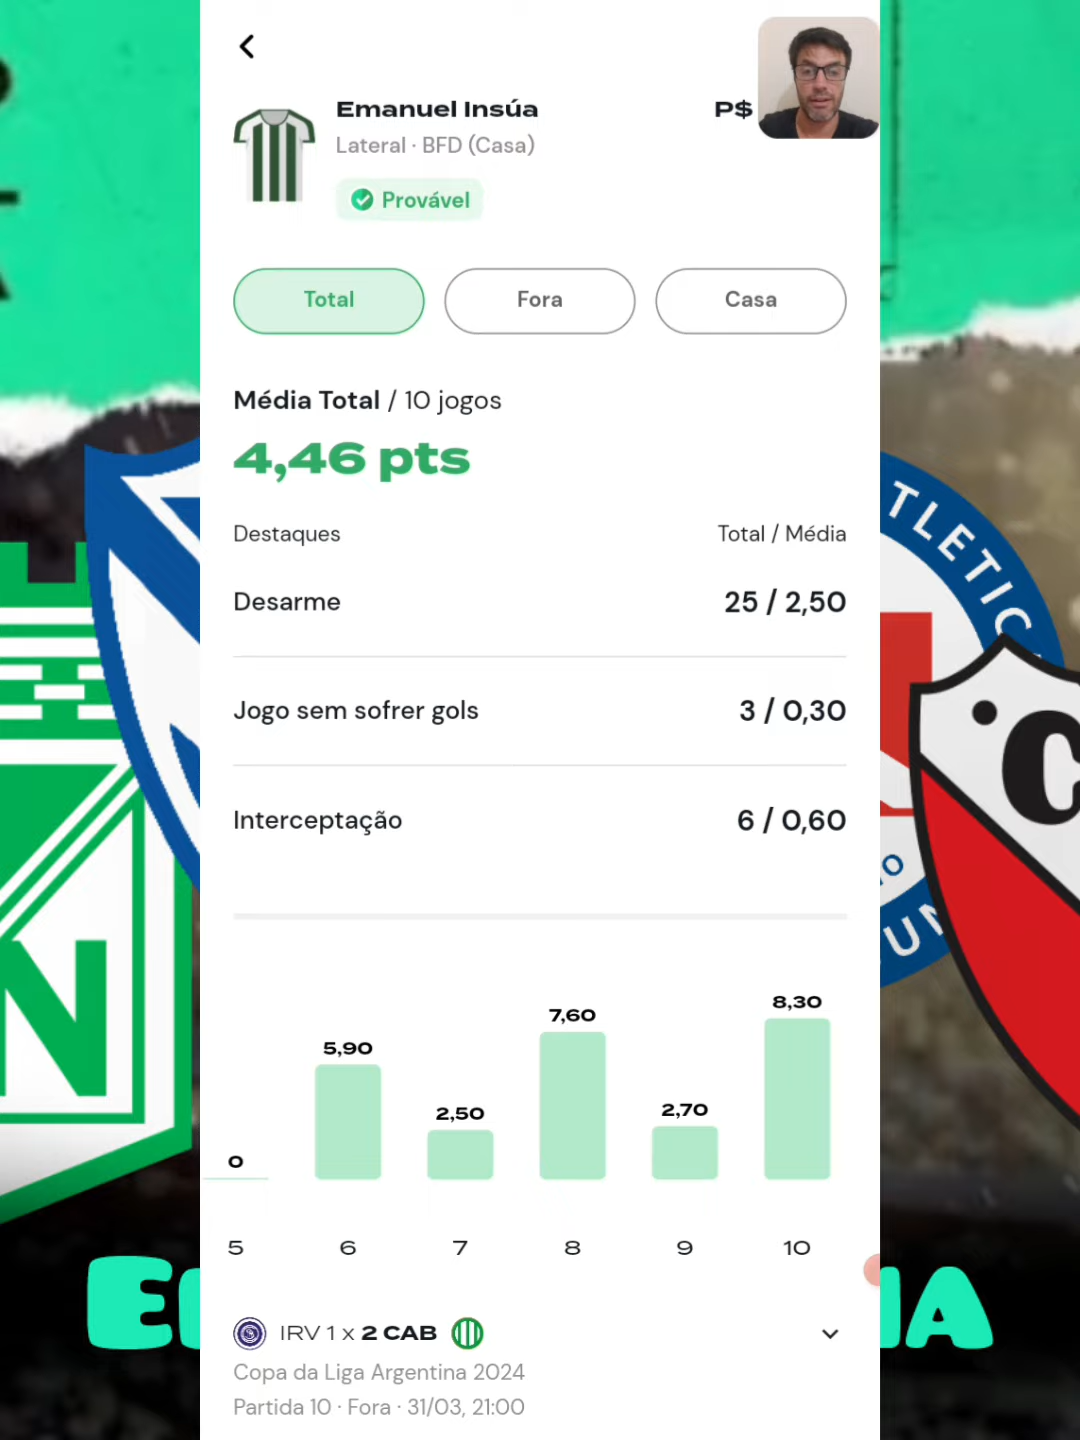 Emanuel Insúa
P$
Lateral · BFD (Casa)
Provável
Total
Fora
Casa
Média Total / 10 jogos
4,46 pts
Destaques
Total / Média
Desarme
25 / 2,50
Jogo sem sofrer gols
3 / 0,30
Interceptação
6 / 0,60
0
5,90
2,50
7,60
2,70
8,30
5
6
7
8
9
10
IRV 1 x 2 CAB
Copa da Liga Argentina 2024
Partida 10 · Fora · 31/03, 21:00
N
TLETIC
C
UN
IA